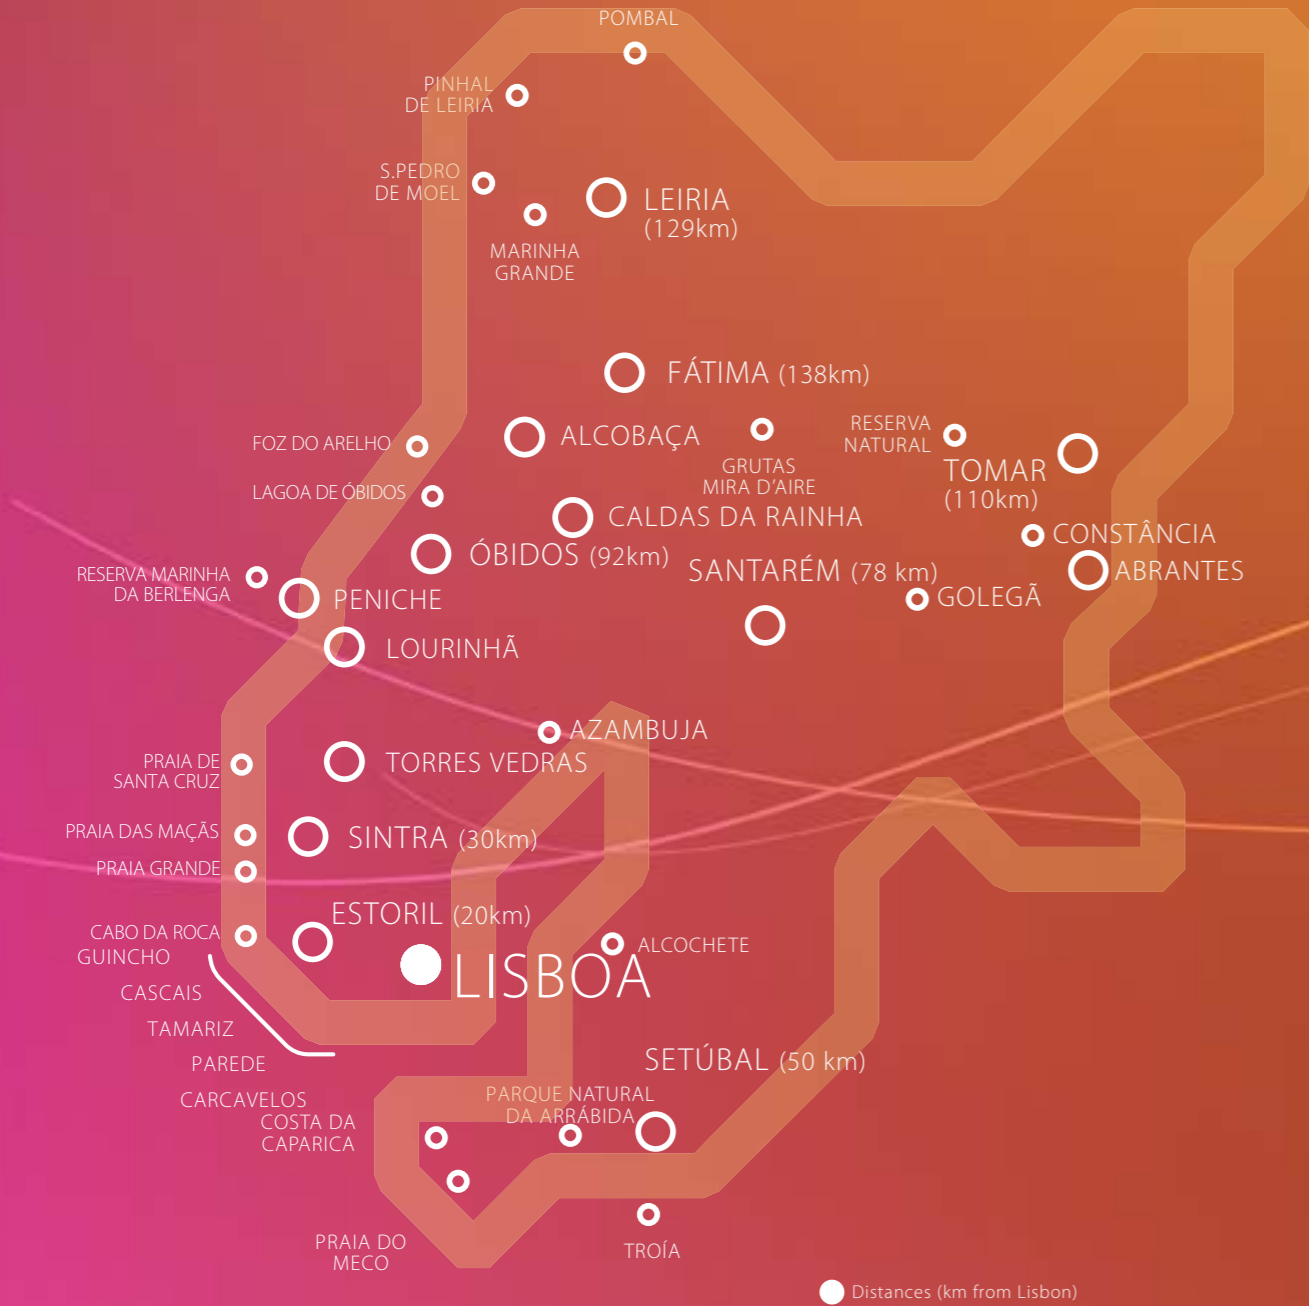 POMBAL
PINHAL
DE LEIRIA
S.PEDRO
DE MOEL
LEIRIA
(129km)
MARINHA
GRANDE
FÁTIMA (138km)
ALCOBAÇA
FOZ DO ARELHO
GRUTAS
MIRA D'AIRE
RESERVA
NATURAL
TOMAR
(110km)
LAGOA DE ÓBIDOS
CALDAS DA RAINHA
CONSTÂNCIA
ÓBIDOS (92km)
SANTARÉM (78 km)
ABRANTES
RESERVA MARINHA
DA BERLENGA
PENICHE
GOLEGÃ
LOURINHÃ
AZAMBUJA
TORRES VEDRAS
PRAIA DE
SANTA CRUZ
PRAIA DAS MAÇÃS
SINTRA (30km)
PRAIA GRANDE
ESTORIL (20km)
CABO DA ROCA
ALCOCHETE
GUINCHO
LISBOA
CASCAIS
TAMARIZ
PAREDE
SETÚBAL (50 km)
CARCAVELOS
PARQUE NATURAL
DA ARRÁBIDA
COSTA DA
CAPARICA
PRAIA DO
MECO
TROÍA
Distances (km from Lisbon)